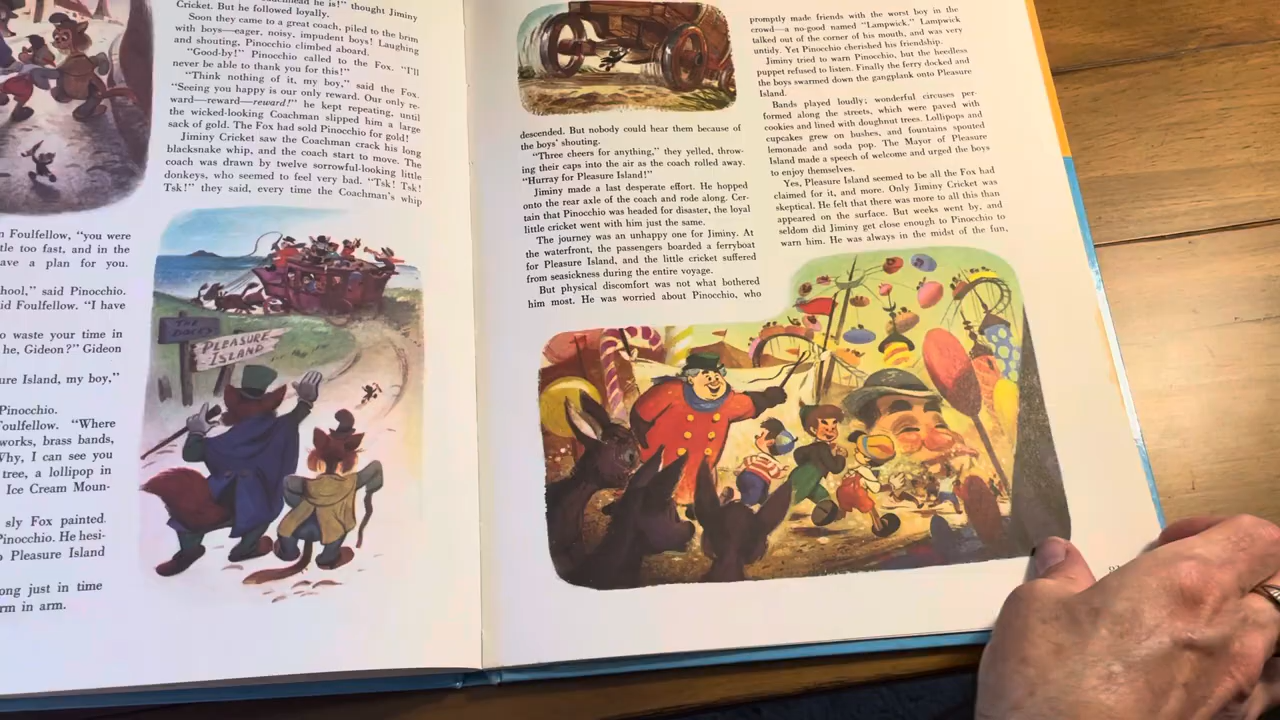 he is!" thought Jiminy
Cricket. But he followed loyally.
Soon they came to a great coach, piled to the brim
with boys—eager, noisy, impudent boys! Laughing
and shouting, Pinocchio climbed aboard.
"Good-by!" Pinocchio called to the Fox. "I'll
never be able to thank you for this!"
"Think nothing of it, my boy," said the Fox.
"Seeing you happy is our only reward. Our only re-
ward—reward—reward!" he kept repeating, until
the wicked-looking Coachman slipped him a large
sack of gold. The Fox had sold Pinocchio for gold!
Jiminy Cricket saw the Coachman crack his long
blacksnake whip, and the coach start to move. The
coach was drawn by twelve sorrowful-looking little
donkeys, who seemed to feel very bad. "Tsk! Tsk!
Tsk!" they said, every time the Coachman's whip
n Foulfellow, "you were
tle too fast, and in the
ave a plan for you.
hool," said Pinocchio.
id Foulfellow. "I have
o waste your time in
he, Gideon?" Gideon
ure Island, my boy,"
Pinocchio.
oulfellow. "Where
works, brass bands,
Why, I can see you
tree, a lollipop in
Ice Cream Moun-
sly Fox painted.
Pinocchio. He hesi-
o Pleasure Island
ong just in time
rm in arm.
THE DOCKS
PLEASURE
ISLAND
descended. But nobody could hear them because of
the boys' shouting.
"Three cheers for anything," they yelled, throw-
ing their caps into the air as the coach rolled away.
"Hurray for Pleasure Island!"
Jiminy made a last desperate effort. He hopped
onto the rear axle of the coach and rode along. Cer-
tain that Pinocchio was headed for disaster, the loyal
little cricket went with him just the same.
The journey was an unhappy one for Jiminy. At
the waterfront, the passengers boarded a ferryboat
for Pleasure Island, and the little cricket suffered
from seasickness during the entire voyage.
But physical discomfort was not what bothered
him most. He was worried about Pinocchio, who
promptly made friends with the worst boy in the
crowd—a no-good named "Lampwick." Lampwick
talked out of the corner of his mouth, and was very
untidy. Yet Pinocchio cherished his friendship.
Jiminy tried to warn Pinocchio, but the heedless
puppet refused to listen. Finally the ferry docked and
the boys swarmed down the gangplank onto Pleasure
Island.
Bands played loudly; wonderful circuses per-
formed along the streets, which were paved with
cookies and lined with doughnut trees. Lollipops and
cupcakes grew on bushes, and fountains spouted
lemonade and soda pop. The Mayor of Pleasure
Island made a speech of welcome and urged the boys
to enjoy themselves.
Yes, Pleasure Island seemed to be all the Fox had
claimed for it, and more. Only Jiminy Cricket was
skeptical. He felt that there was more to all this than
appeared on the surface. But weeks went by, and
seldom did Jiminy get close enough to Pinocchio to
warn him. He was always in the midst of the fun,